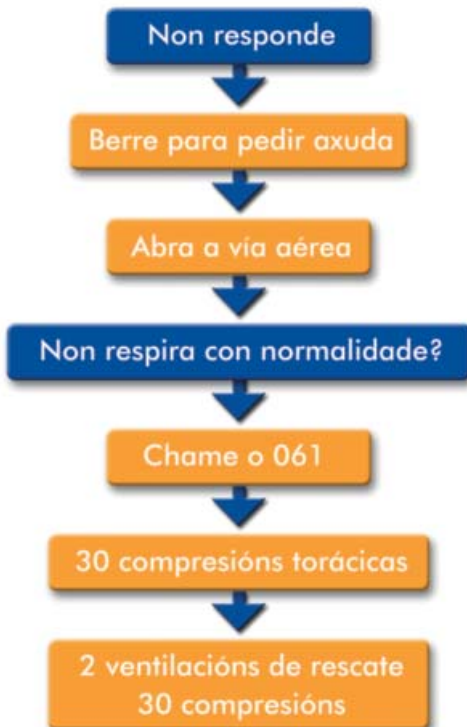 Non responde
Berre para pedir axuda
Abra a vía aérea
Non respira con normalidade?
Chame o 061
30 compresións torácicas
2 ventilacións de rescate
30 compresións